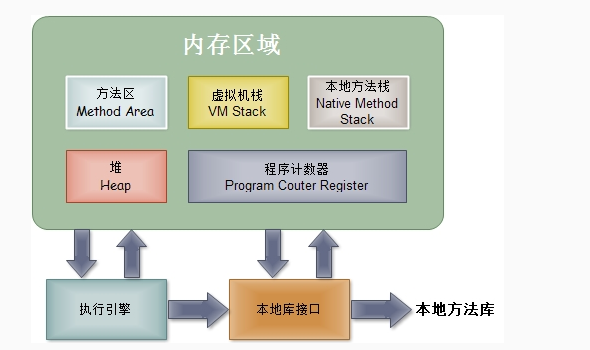 内存区域
方法区
Method Area
虚拟机栈
VM Stack
本地方法栈
Native Method
Stack
堆
Heap
程序计数器
Program Couter Register
执行引擎
本地库接口
本地方法库